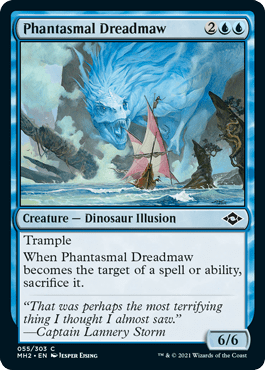 Phantasmal Dreadmaw 2
Creature — Dinosaur Illusion
Trample
When Phantasmal Dreadmaw
becomes the target of a spell or ability,
sacrifice it.
“That was perhaps the most terrifying
thing I thought I almost saw.”
—Captain Lannery Storm
6/6
055/303 C
MH2 • EN Jesper Ejsing
™ & © 2021 Wizards of the Coast